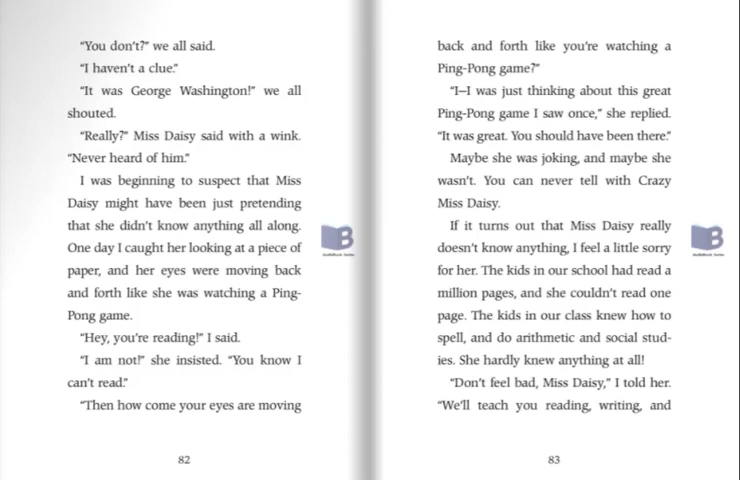 "You don't?" we all said.
"I haven't a clue."
"It was George Washington!" we all
shouted.
"Really?" Miss Daisy said with a wink.
"Never heard of him."
I was beginning to suspect that Miss
Daisy might have been just pretending
that she didn't know anything all along.
One day I caught her looking at a piece of
paper, and her eyes were moving back
and forth like she was watching a Ping-
Pong game.
"Hey, you're reading!" I said.
"I am not!" she insisted. "You know I
can't read."
"Then how come your eyes are moving
82
back and forth like you're watching a
Ping-Pong game?"
"I—I was just thinking about this great
Ping-Pong game I saw once," she replied.
"It was great. You should have been there."
Maybe she was joking, and maybe she
wasn't. You can never tell with Crazy
Miss Daisy.
If it turns out that Miss Daisy really
doesn't know anything, I feel a little sorry
for her. The kids in our school had read a
million pages, and she couldn't read one
page. The kids in our class knew how to
spell, and do arithmetic and social stud-
ies. She hardly knew anything at all!
"Don't feel bad, Miss Daisy," I told her.
"We'll teach you reading, writing, and
83